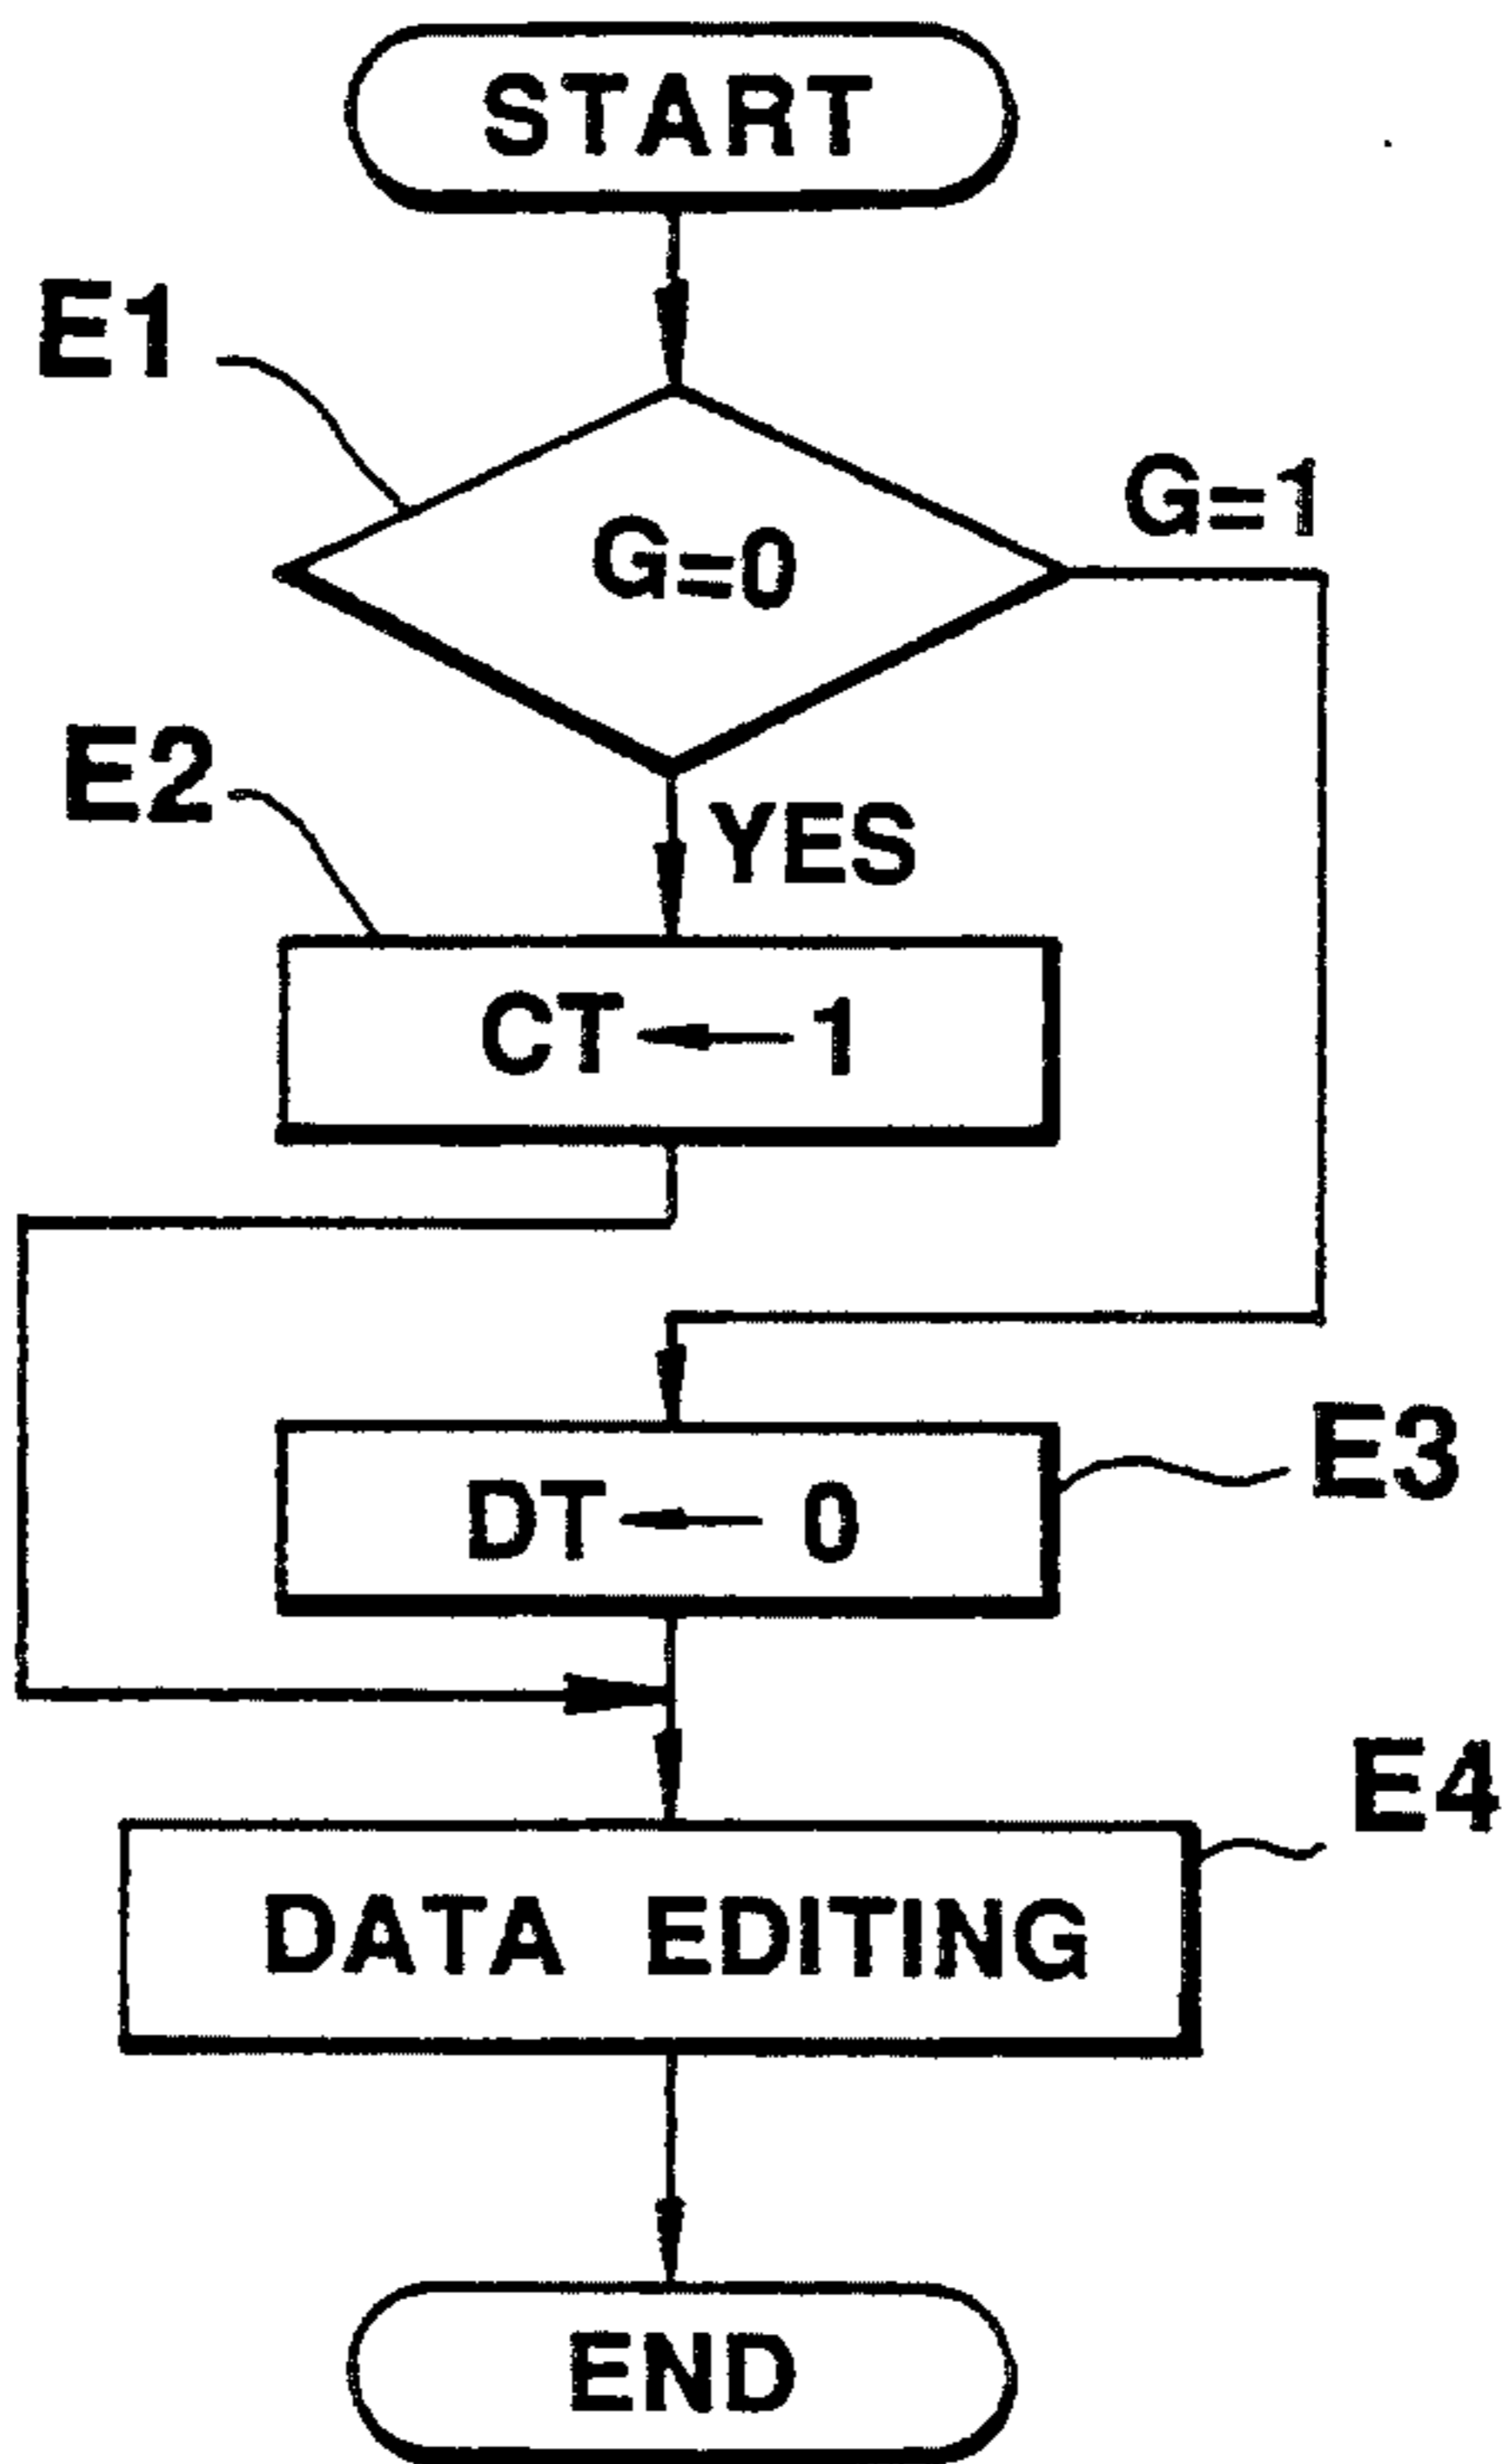 START
E1
G=0
G=1
E2
YES
CT←1
DT← 0
E3
E4
DATA EDITING
END